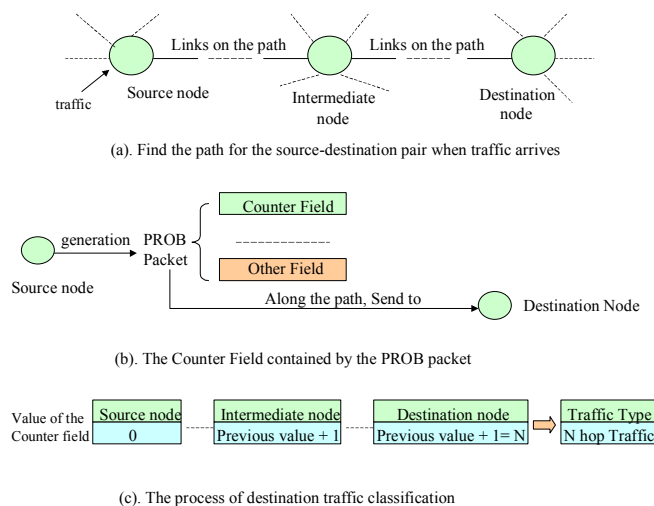 Links on the path
Links on the path
traffic
Source node
Intermediate
node
Destination
node
(a). Find the path for the source-destination pair when traffic arrives
Counter Field
generation
PROB
Packet
Other Field
Source node
Along the path, Send to
Destination Node
(b). The Counter Field contained by the PROB packet
Value of the
Counter field
Source node
0
Intermediate node
Previous value + 1
Destination node
Previous value + 1= N
Traffic Type
N hop Traffic
(c). The process of destination traffic classification